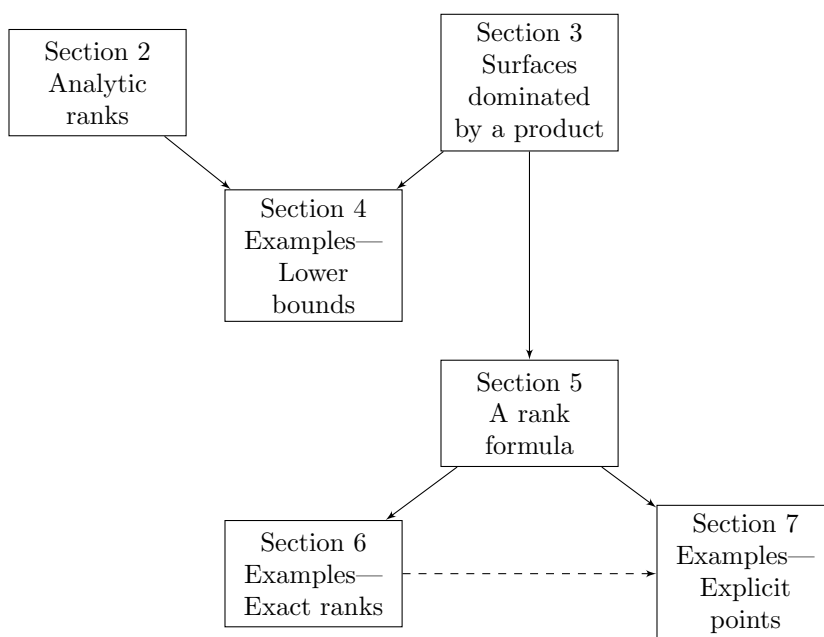 Section 2
Analytic
ranks
Section 3
Surfaces
dominated
by a product
Section 4
Examples—
Lower
bounds
Section 5
A rank
formula
Section 6
Examples—
Exact ranks
Section 7
Examples—
Explicit
points